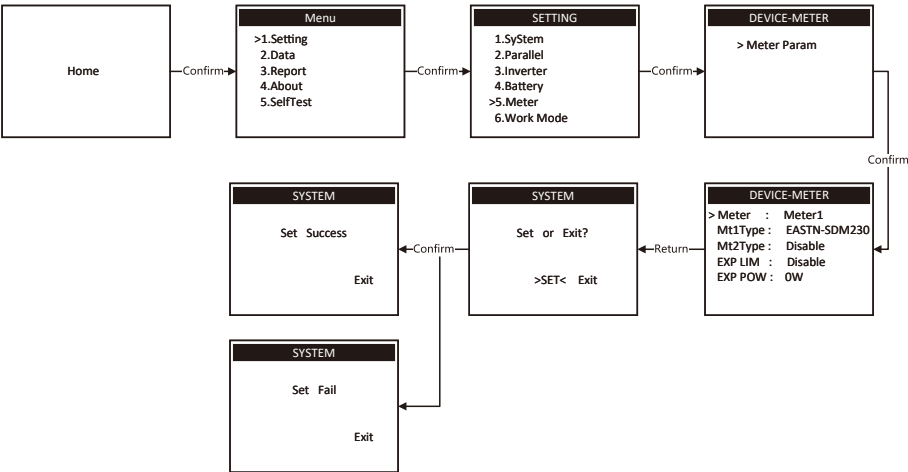 Home
Confirm
Menu
>1.Setting
2.Data
3.Report
4.About
5.SelfTest
Confirm
SETTING
1.SyStem
2.Parallel
3.Inverter
4.Battery
>5.Meter
6.Work Mode
Confirm
DEVICE-METER
> Meter Param
Confirm
DEVICE-METER
> Meter : Meter1
Mt1Type : EASTN-SDM230
Mt2Type : Disable
EXP LIM : Disable
EXP POW : 0W
Return
SYSTEM
Set or Exit?
>SET< Exit
Confirm
SYSTEM
Set Success
Exit
SYSTEM
Set Fail
Exit